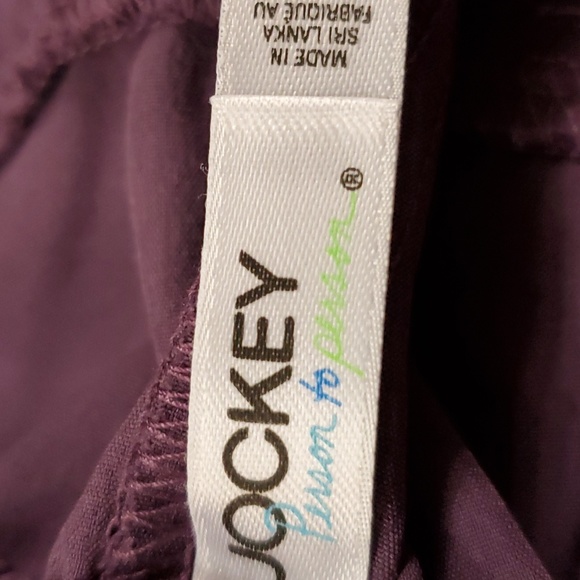 MADE IN
SRI LANKA
FABRIQUÉ AU
JOCKEY
Person to person®